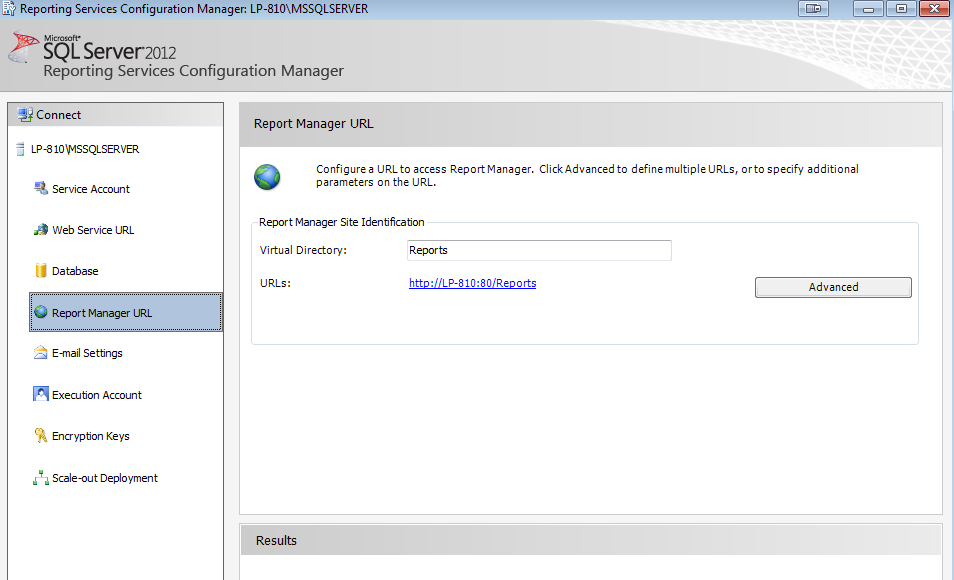 Reporting Services Configuration Manager: LP-810\MSSQLSERVER
Microsoft®
SQL Server 2012
Reporting Services Configuration Manager
Connect
LP-810\MSSQLSERVER
Service Account
Web Service URL
Database
Report Manager URL
E-mail Settings
Execution Account
Encryption Keys
Scale-out Deployment
Report Manager URL
Configure a URL to access Report Manager. Click Advanced to define multiple URLs, or to specify additional
parameters on the URL.
Report Manager Site Identification
Virtual Directory: Reports
URLs: http://LP-810:80/Reports
Advanced
Results